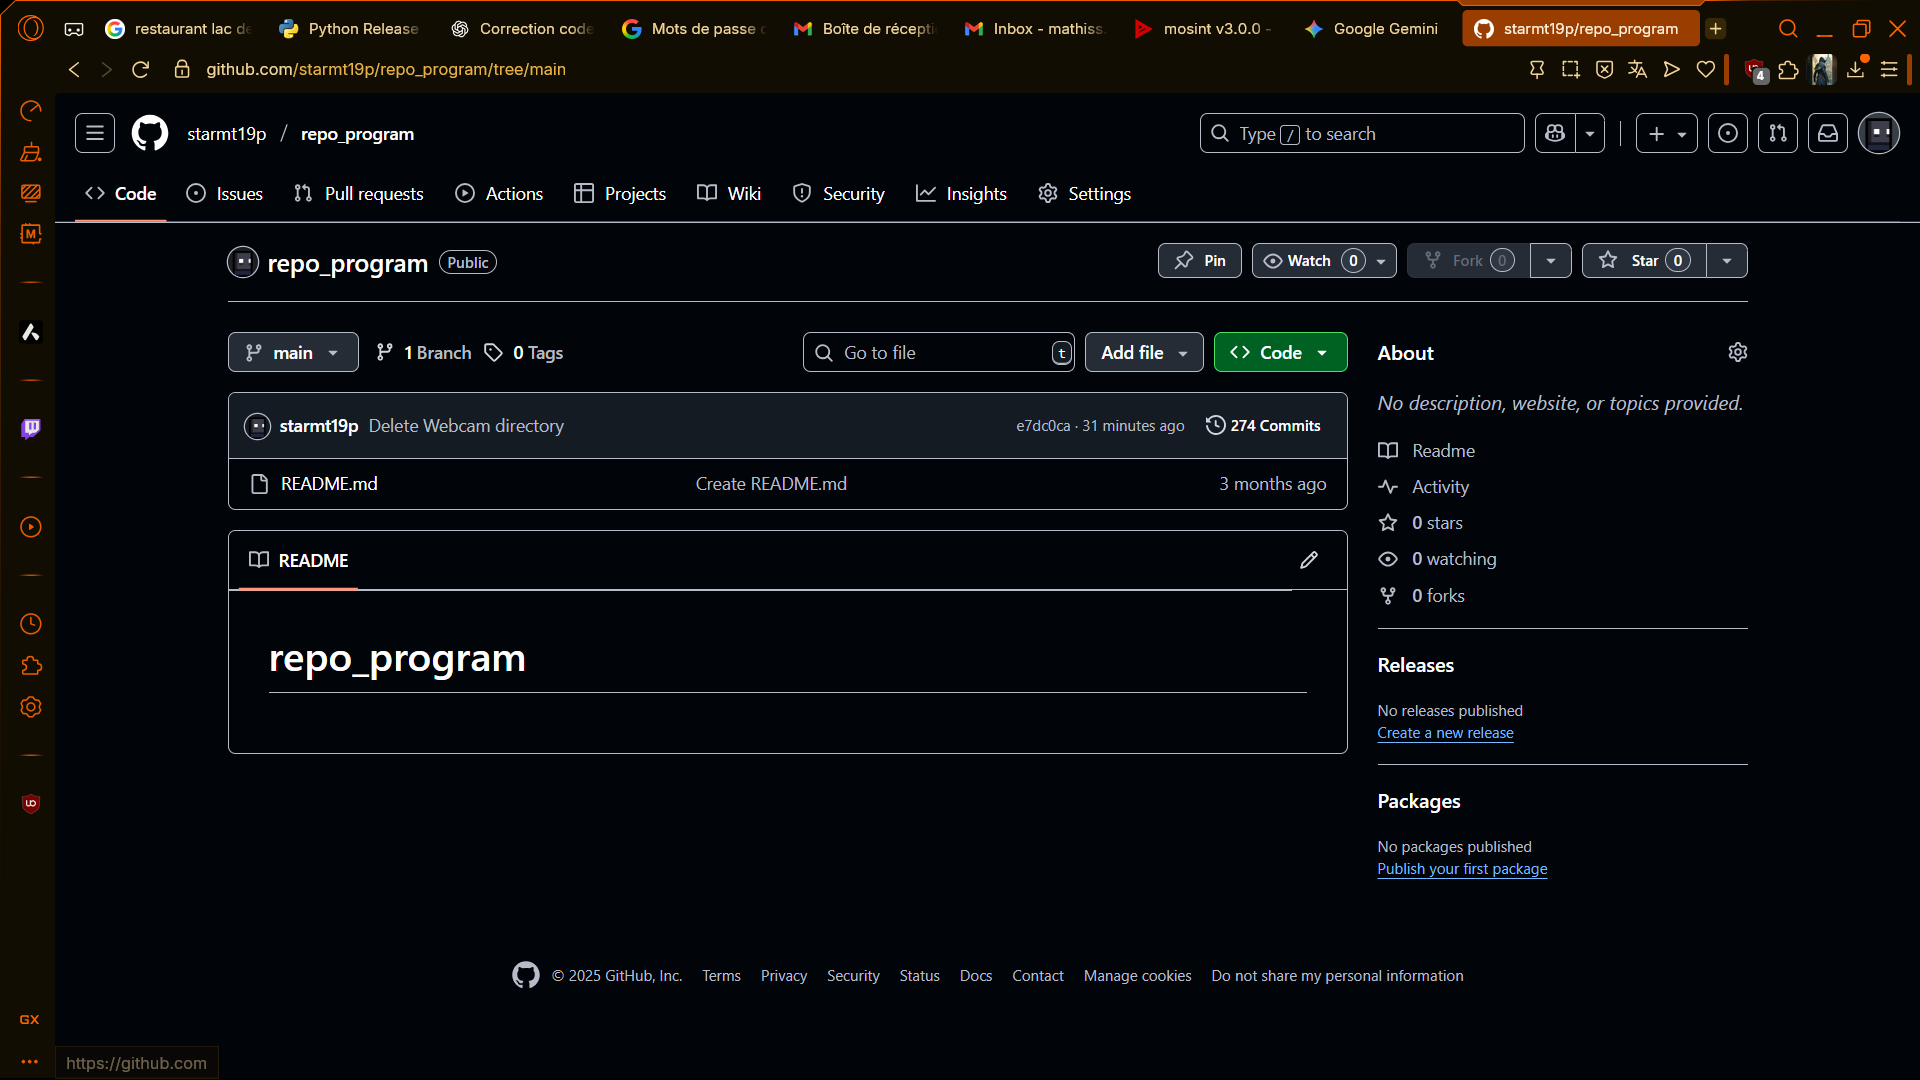 restaurant lac de
Python Release
Correction code
Mots de passe
Boîte de récepti
Inbox - mathiss.
mosint v3.0.0 -
Google Gemini
starmt19p/repo_program
github.com/starmt19p/repo_program/tree/main
4
starmt19p / repo_program
Type / to search
Code
Issues
Pull requests
Actions
Projects
Wiki
Security
Insights
Settings
repo_program Public
Pin
Watch 0
Fork 0
Star 0
main
1 Branch
0 Tags
Go to file t
Add file
Code
About
No description, website, or topics provided.
starmt19p Delete Webcam directory e7dc0ca · 31 minutes ago 274 Commits
README.md Create README.md 3 months ago
Readme
Activity
0 stars
0 watching
0 forks
README
repo_program
Releases
No releases published
Create a new release
Packages
No packages published
Publish your first package
© 2025 GitHub, Inc. Terms Privacy Security Status Docs Contact Manage cookies Do not share my personal information
GX
https://github.com